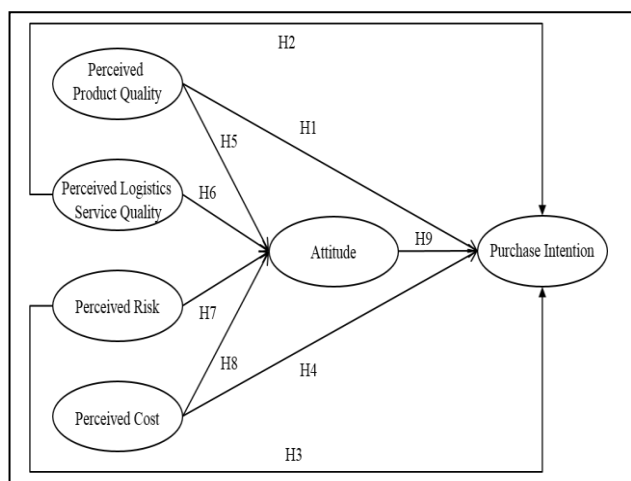 H2
Perceived
Product Quality
H1
H5
Perceived Logistics
Service Quality
H6
Attitude
H9
Purchase Intention
Perceived Risk
H7
H8
H4
Perceived Cost
H3